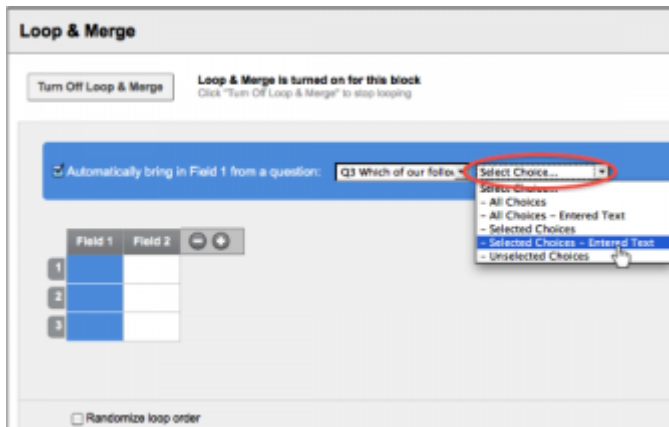 Loop & Merge
Turn Off Loop & Merge
Loop & Merge is turned on for this block
Click "Turn Off Loop & Merge" to stop looping
Automatically bring in Field 1 from a question:
Q3 Which of our follow
Select Choice...
Select Choice...
- All Choices
- All Choices - Entered Text
- Selected Choices
- Selected Choices - Entered Text
- Unselected Choices
Field 1 Field 2
1
2
3
Randomize loop order